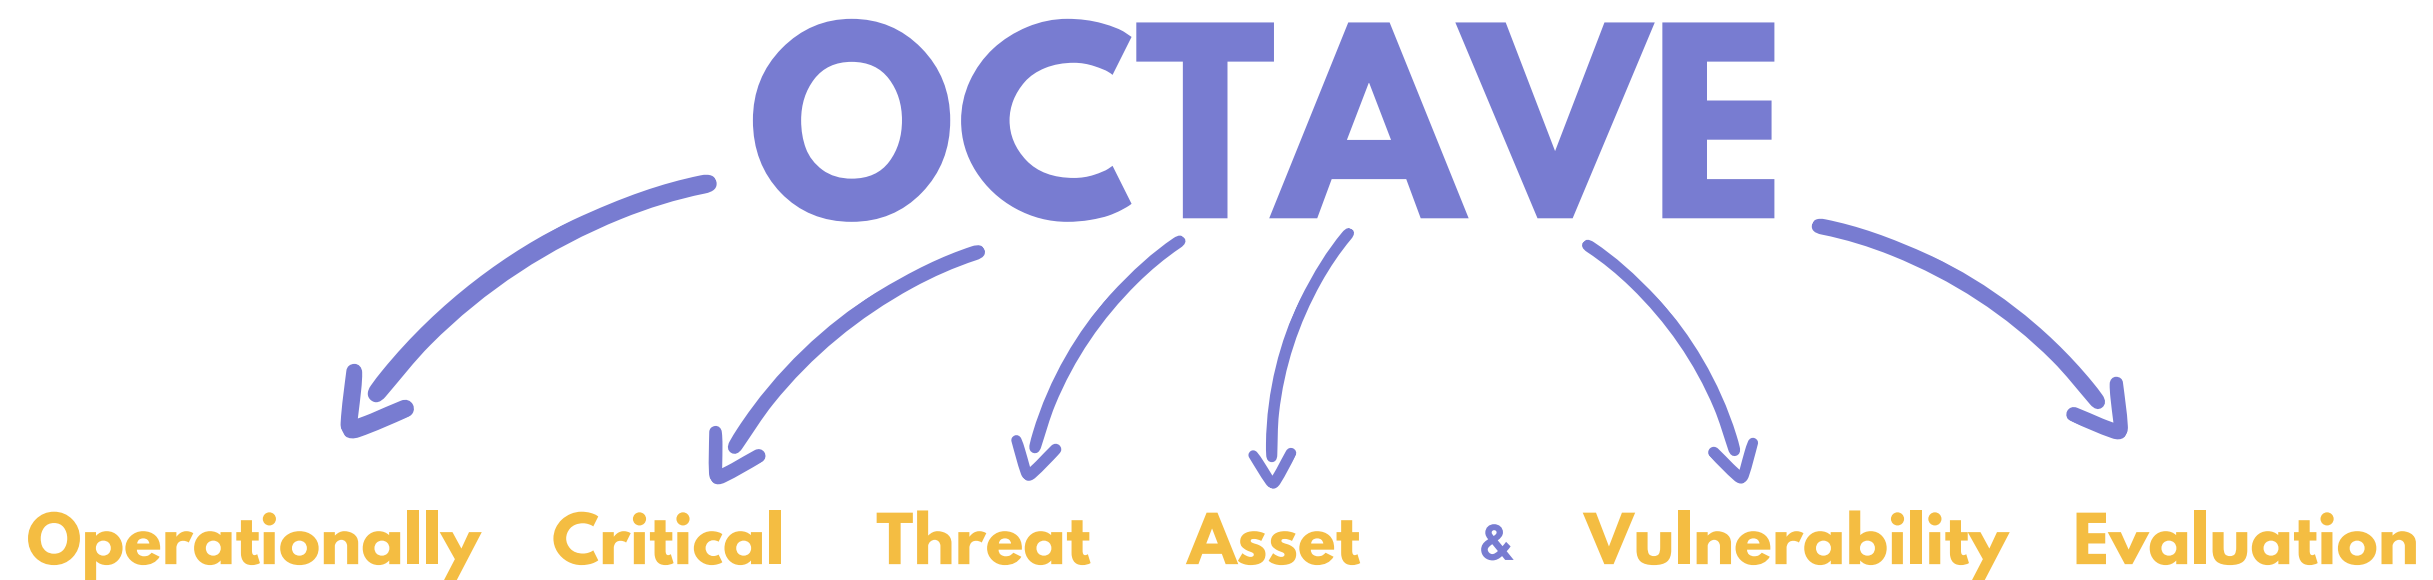 OCTAVE
Operationally Critical Threat Asset & Vulnerability Evaluation